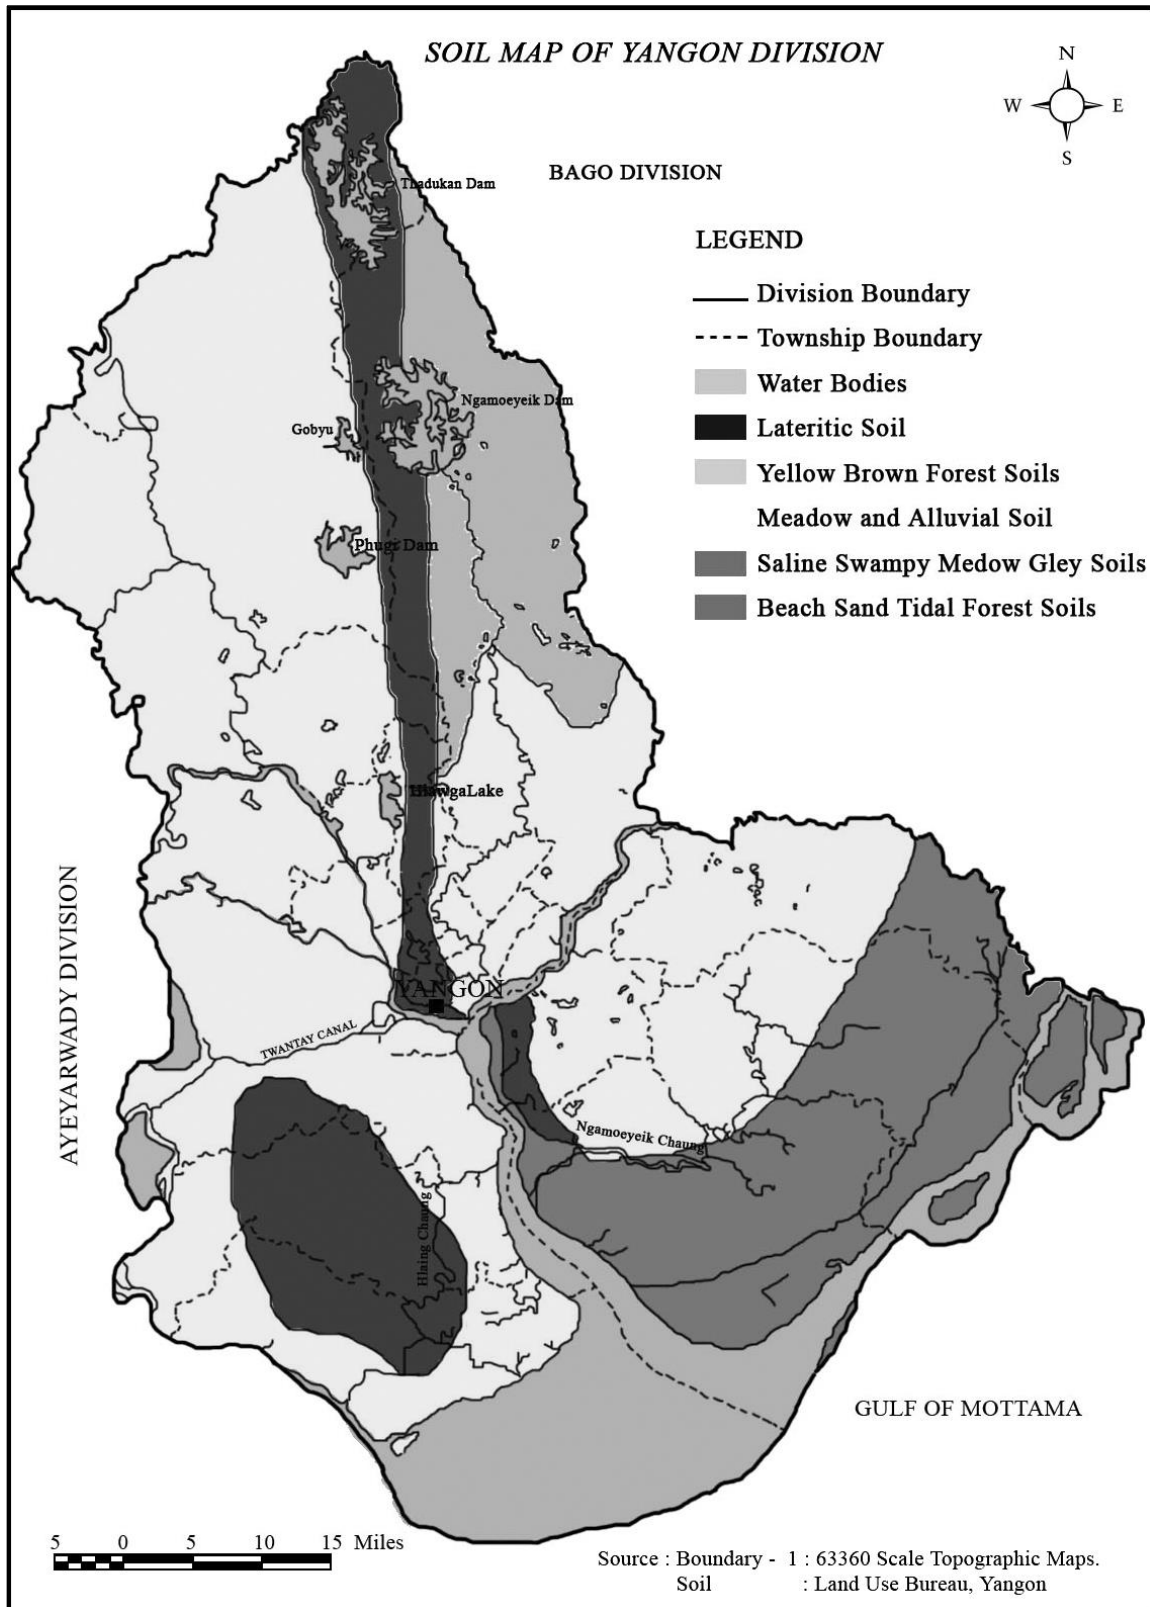 SOIL MAP OF YANGON DIVISION
N
W E
S
BAGO DIVISION
Thadukan Dam
LEGEND
Division Boundary
Township Boundary
Water Bodies
Lateritic Soil
Yellow Brown Forest Soils
Meadow and Alluvial Soil
Saline Swampy Medow Gley Soils
Beach Sand Tidal Forest Soils
Ngamoeyeik Dam
Gobyu
Phugi Dam
HlawgaLake
AYEYARWADY DIVISION
YANGON
TWANTAY CANAL
Ngamoeyeik Chaung
Hlaing Chaung
GULF OF MOTTAMA
5 0 5 10 15 Miles
Source : Boundary - 1 : 63360 Scale Topographic Maps.
Soil : Land Use Bureau, Yangon